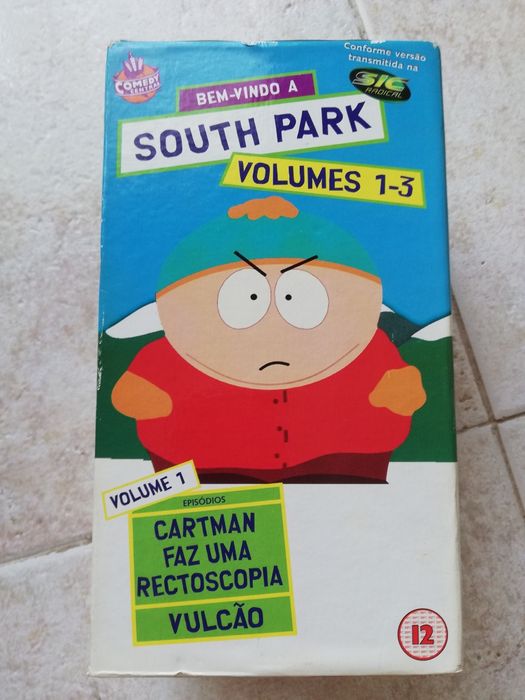 COMEDY
CENTRAL
Conforme versão
transmitida na
SIC
RADICAL
BEM-VINDO A
SOUTH PARK
VOLUMES 1-3
VOLUME 1
EPISÓDIOS
CARTMAN
FAZ UMA
RECTOSCOPIA
VULCÃO
12